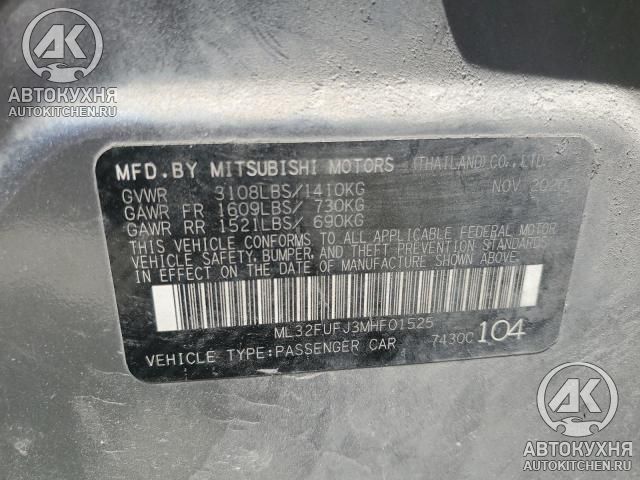 АК
АВТОКУХНЯ
AUTOKITCHEN.RU
MFD. BY MITSUBISHI MOTORS (THAILAND) CO., LTD.
GVWR 3108LBS/1410KG NOV 2020
GAWR FR 1609LBS/ 730KG
GAWR RR 1521LBS/ 690KG
THIS VEHICLE CONFORMS TO ALL APPLICABLE FEDERAL MOTOR
VEHICLE SAFETY, BUMPER, AND THEFT PREVENTION STANDARDS
IN EFFECT ON THE DATE OF MANUFACTURE SHOWN ABOVE.
ML32FUFJ3MHF01525
VEHICLE TYPE:PASSENGER CAR 7430C 104
АК
АВТОКУХНЯ
AUTOKITCHEN.RU